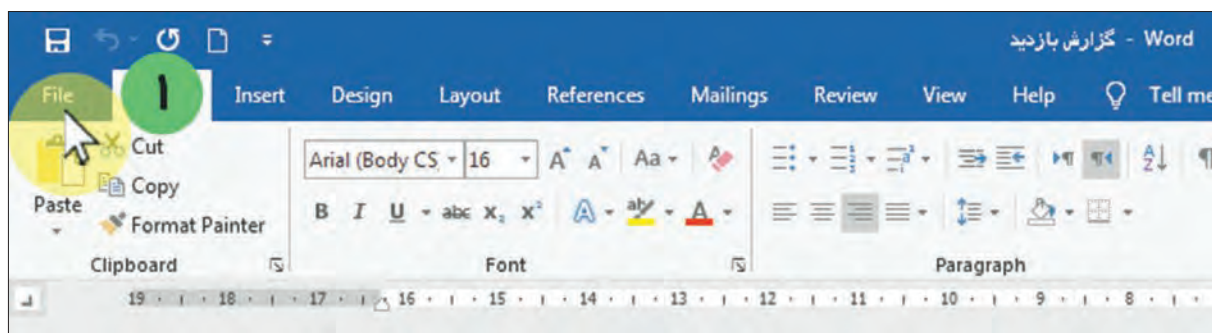 گزارش بازدید - Word
File ۱ Insert Design Layout References Mailings Review View Help Tell me
Cut
Arial (Body CS, 16 A A Aa
Copy
Paste
B I U abc X₂ X² A aby A
Format Painter
Clipboard Font Paragraph
19 18 17 16 15 14 13 12 11 10 9 8